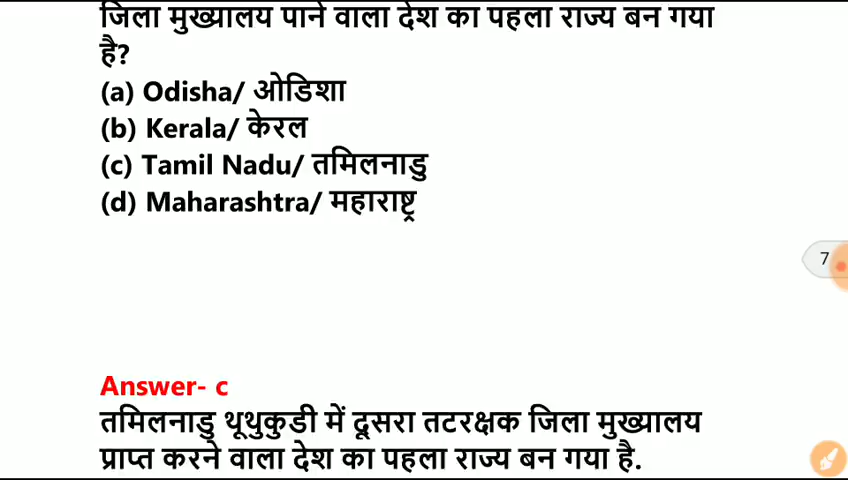 जिला मुख्यालय पाने वाला देश का पहला राज्य बन गया
है?
(a) Odisha/ ओडिशा
(b) Kerala/ केरल
(c) Tamil Nadu/ तमिलनाडु
(d) Maharashtra/ महाराष्ट्र
7
Answer- c
तमिलनाडु थूथुकुडी में दूसरा तटरक्षक जिला मुख्यालय
प्राप्त करने वाला देश का पहला राज्य बन गया है.